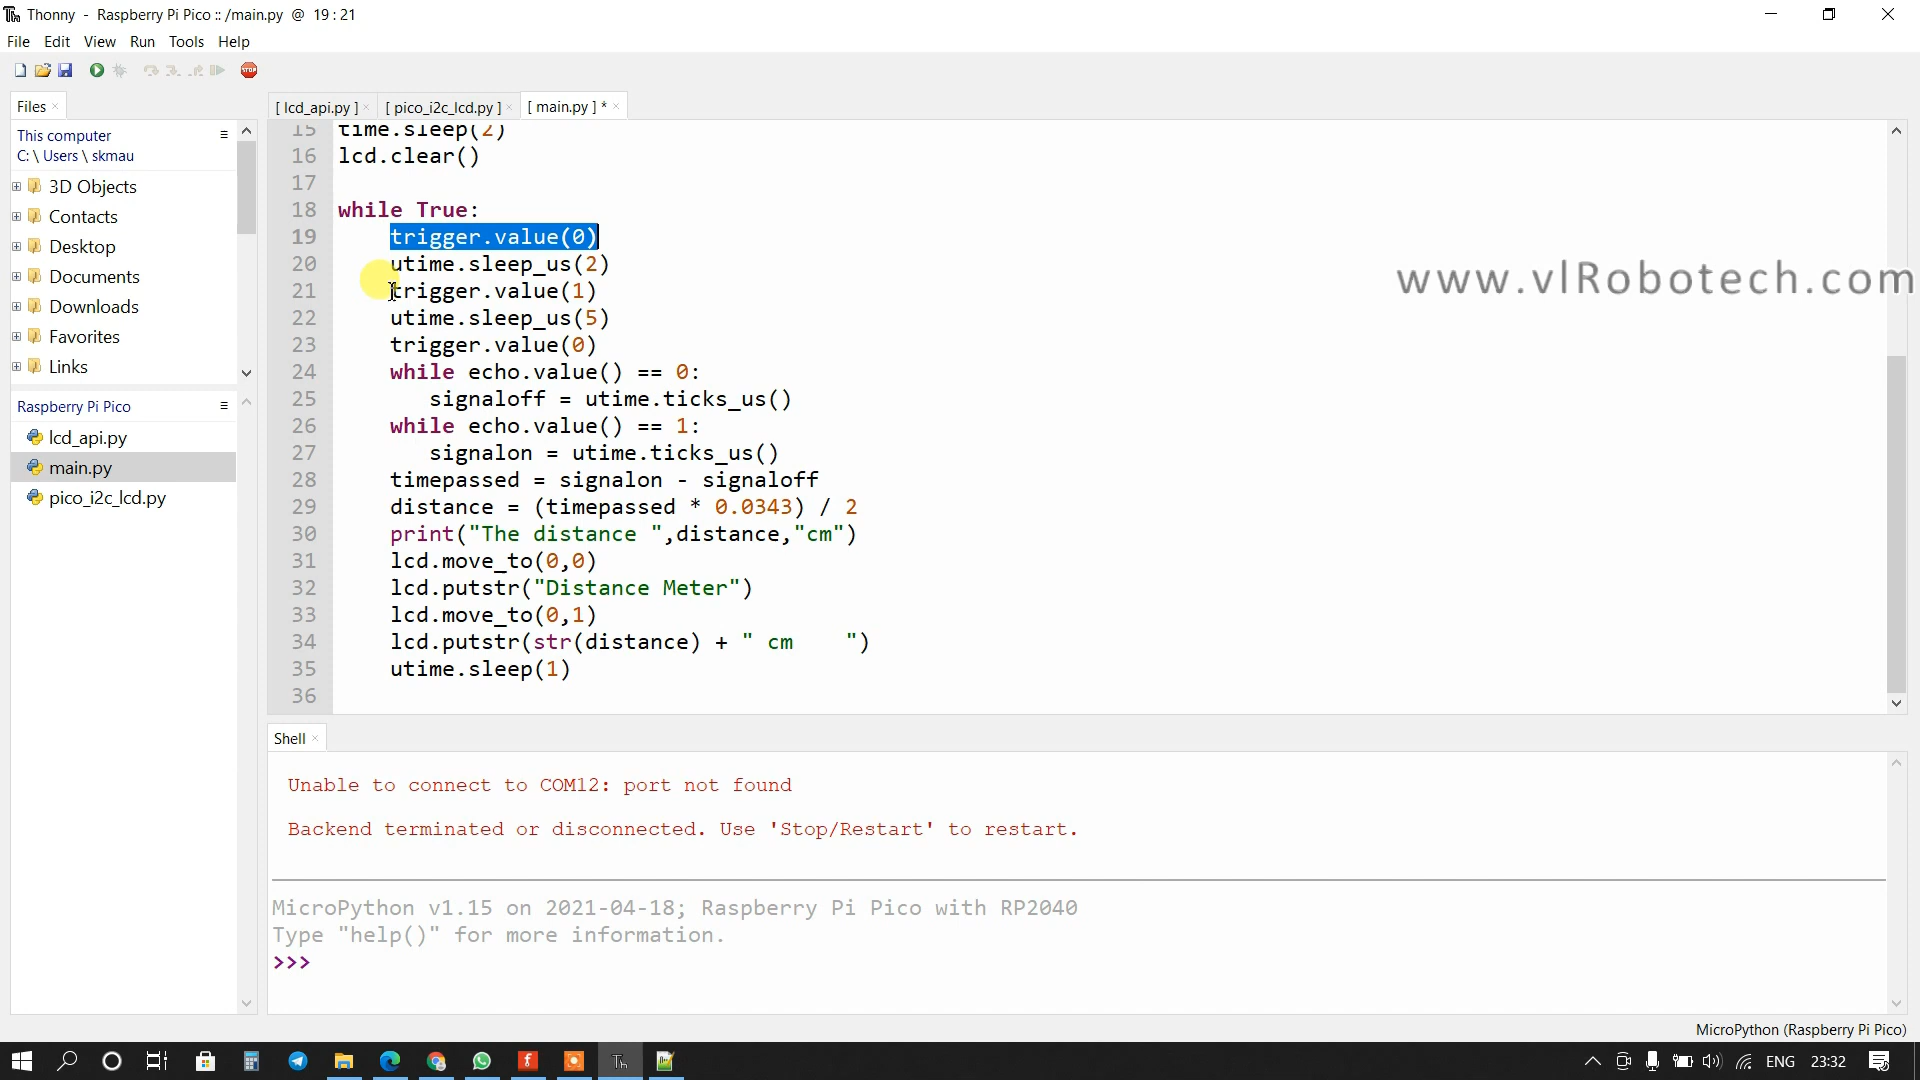 Thonny - Raspberry Pi Pico :: /main.py @ 19 : 21
File Edit View Run Tools Help
STOP
Files
This computer
C: \ Users \ skmau
3D Objects
Contacts
Desktop
Documents
Downloads
Favorites
Links
Raspberry Pi Pico
lcd_api.py
main.py
pico_i2c_lcd.py
[ lcd_api.py ] [ pico_i2c_lcd.py ] [ main.py ] *
15 time.sleep(2)
16 lcd.clear()
17
18 while True:
19 trigger.value(0)
20 utime.sleep_us(2)
21 trigger.value(1)
22 utime.sleep_us(5)
23 trigger.value(0)
24 while echo.value() == 0:
25 signaloff = utime.ticks_us()
26 while echo.value() == 1:
27 signalon = utime.ticks_us()
28 timepassed = signalon - signaloff
29 distance = (timepassed * 0.0343) / 2
30 print("The distance ",distance,"cm")
31 lcd.move_to(0,0)
32 lcd.putstr("Distance Meter")
33 lcd.move_to(0,1)
34 lcd.putstr(str(distance) + " cm    ")
35 utime.sleep(1)
36
www.vlRobotech.com
Shell
Unable to connect to COM12: port not found
Backend terminated or disconnected. Use 'Stop/Restart' to restart.
MicroPython v1.15 on 2021-04-18; Raspberry Pi Pico with RP2040
Type "help()" for more information.
>>>
MicroPython (Raspberry Pi Pico)
ENG 23:32